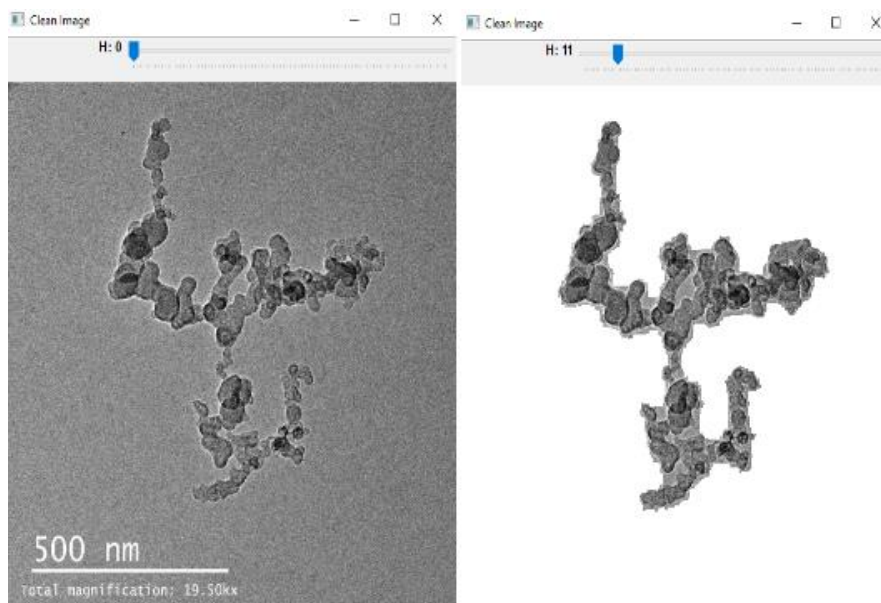 Clean Image
H: 0
500 nm
Total magnification: 19.50kx
Clean Image
H: 11